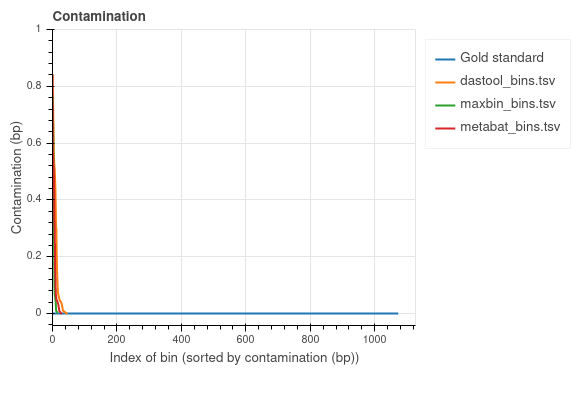 Contamination
1
0.8
0.6
0.4
0.2
0
Contamination (bp)
0 200 400 600 800 1000
Index of bin (sorted by contamination (bp))
Gold standard
dastool_bins.tsv
maxbin_bins.tsv
metabat_bins.tsv